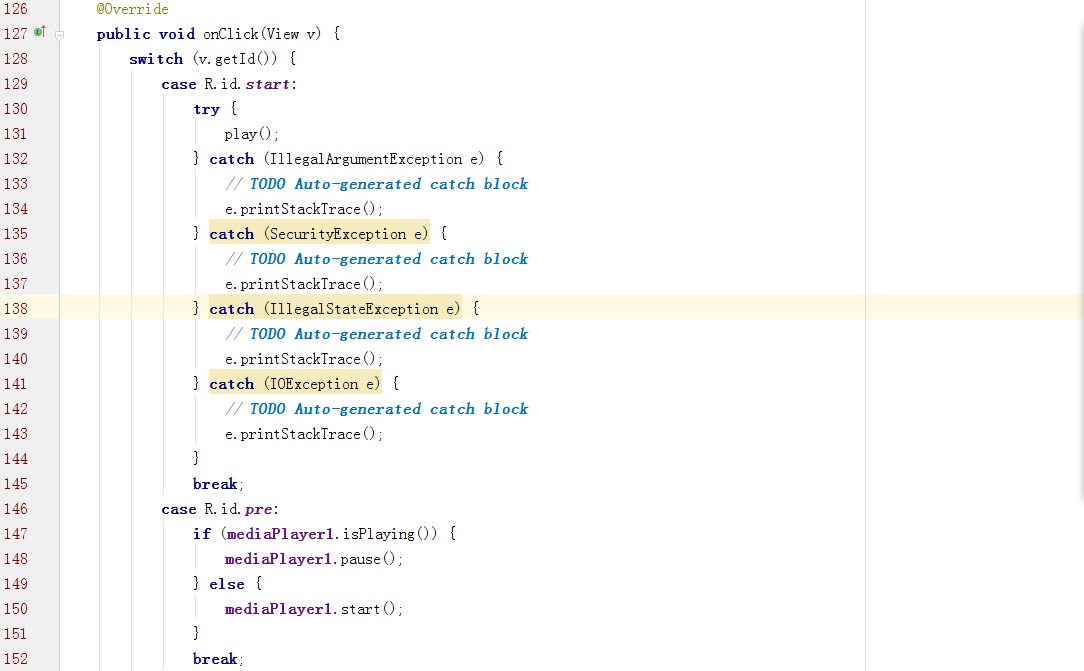 126 @Override
127 public void onClick(View v) {
128 switch (v.getId()) {
129 case R.id.start:
130 try {
131 play();
132 } catch (IllegalArgumentException e) {
133 // TODO Auto-generated catch block
134 e.printStackTrace();
135 } catch (SecurityException e) {
136 // TODO Auto-generated catch block
137 e.printStackTrace();
138 } catch (IllegalStateException e) {
139 // TODO Auto-generated catch block
140 e.printStackTrace();
141 } catch (IOException e) {
142 // TODO Auto-generated catch block
143 e.printStackTrace();
144 }
145 break;
146 case R.id.pre:
147 if (mediaPlayer1.isPlaying()) {
148 mediaPlayer1.pause();
149 } else {
150 mediaPlayer1.start();
151 }
152 break;